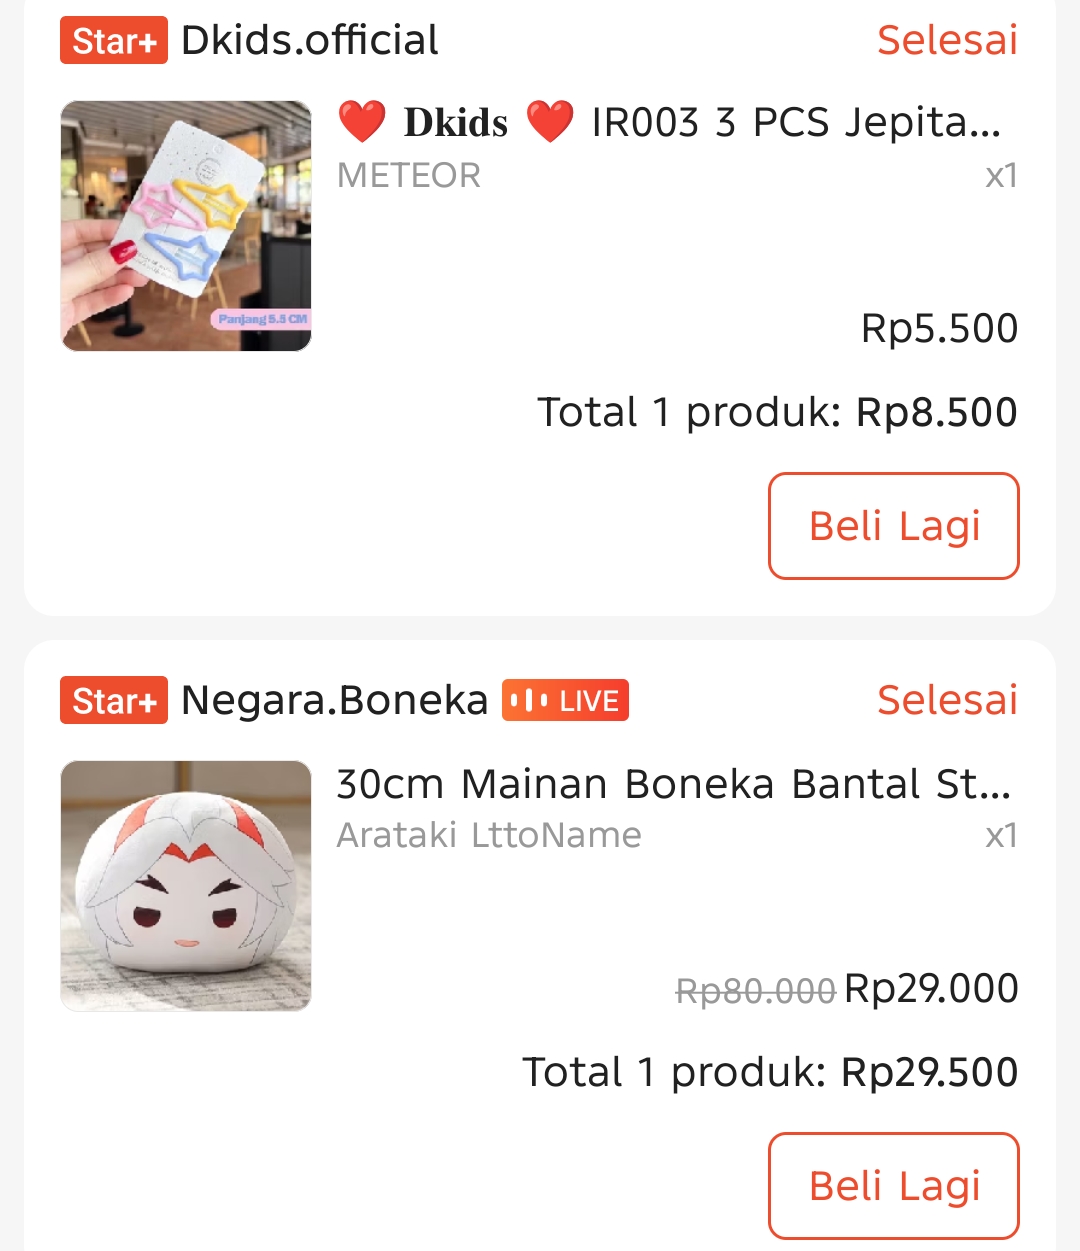 Star+ Dkids.official Selesai
❤️ Dkids ❤️ IR003 3 PCS Jepita...
METEOR x1
Panjang 5.5 CM
Rp5.500
Total 1 produk: Rp8.500
Beli Lagi
Star+ Negara.Boneka LIVE Selesai
30cm Mainan Boneka Bantal St...
Arataki LttoName x1
Rp80.000 Rp29.000
Total 1 produk: Rp29.500
Beli Lagi